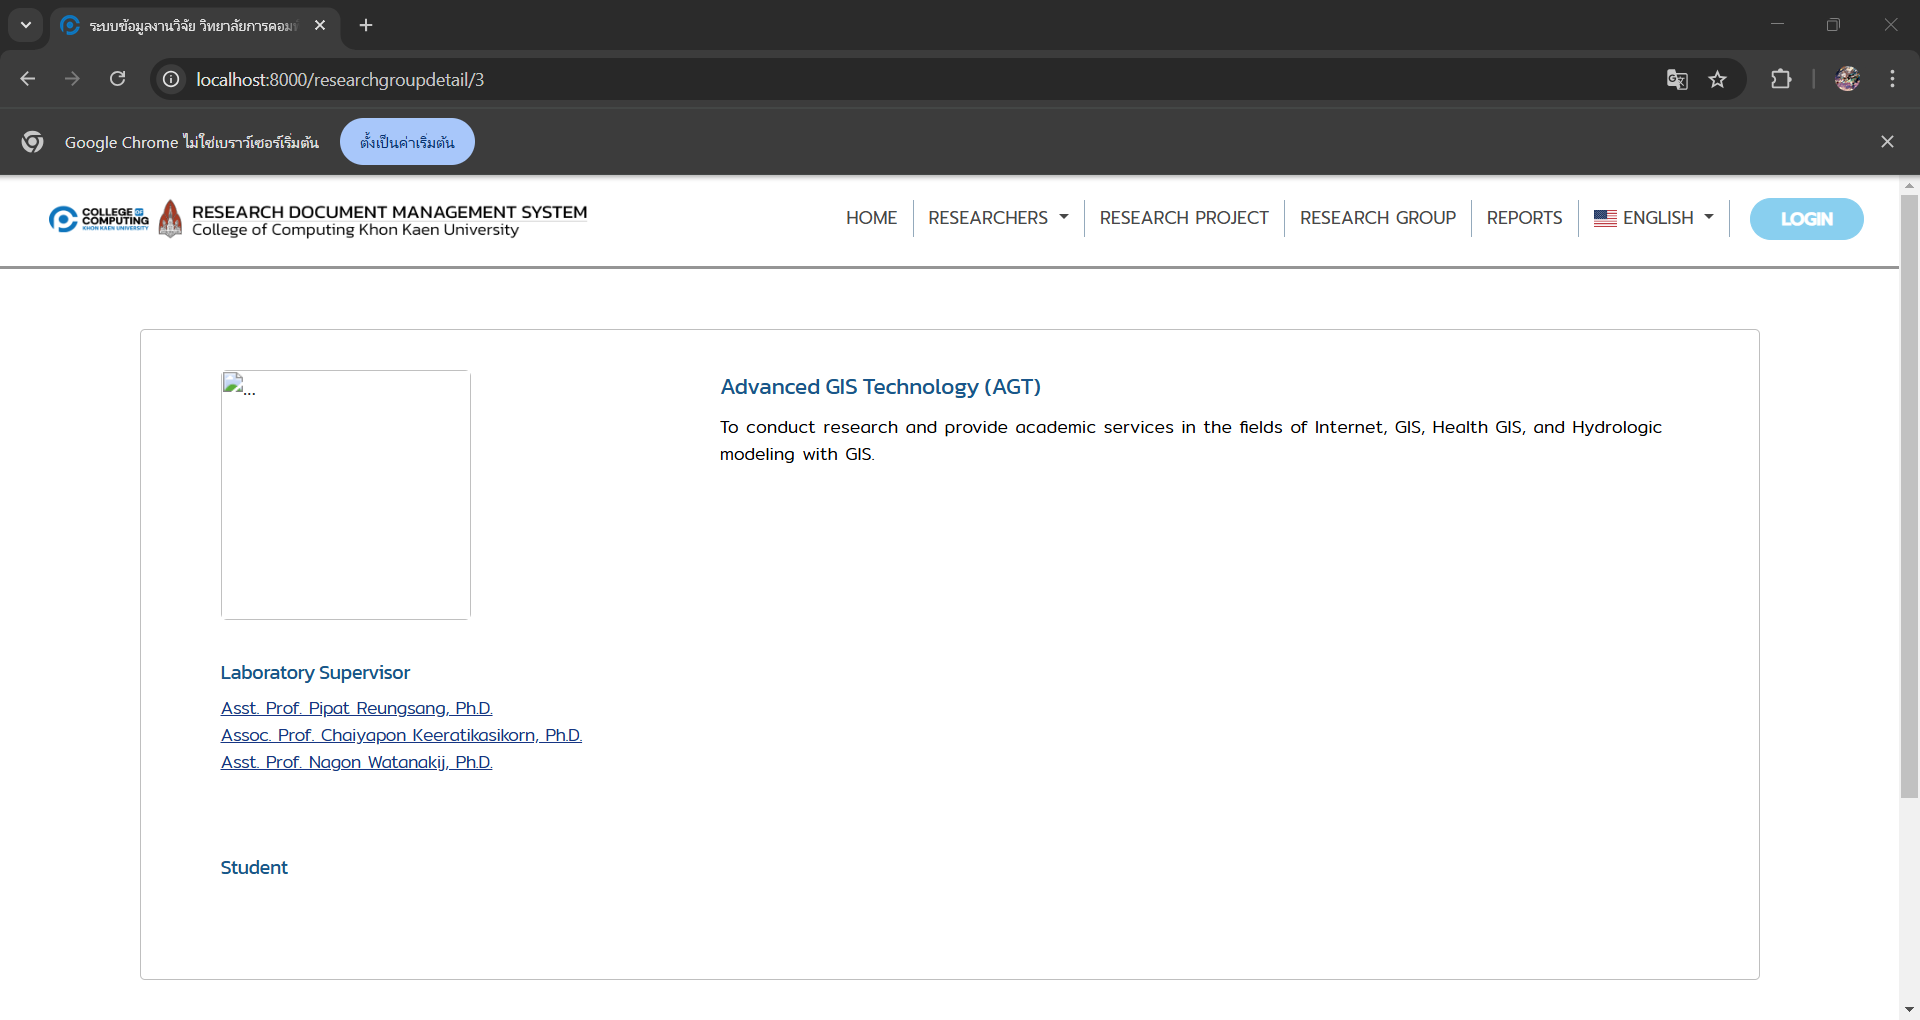 ระบบข้อมูลงานวิจัย วิทยาลัยการคอม
localhost:8000/researchgroupdetail/3
Google Chrome ไม่ใช่เบราว์เซอร์เริ่มต้น
ตั้งเป็นค่าเริ่มต้น
COLLEGE OF
COMPUTING
KHON KAEN UNIVERSITY
RESEARCH DOCUMENT MANAGEMENT SYSTEM
College of Computing Khon Kaen University
HOME
RESEARCHERS
RESEARCH PROJECT
RESEARCH GROUP
REPORTS
ENGLISH
LOGIN
...
Advanced GIS Technology (AGT)
To conduct research and provide academic services in the fields of Internet, GIS, Health GIS, and Hydrologic
modeling with GIS.
Laboratory Supervisor
Asst. Prof. Pipat Reungsang, Ph.D.
Assoc. Prof. Chaiyapon Keeratikasikorn, Ph.D.
Asst. Prof. Nagon Watanakij, Ph.D.
Student